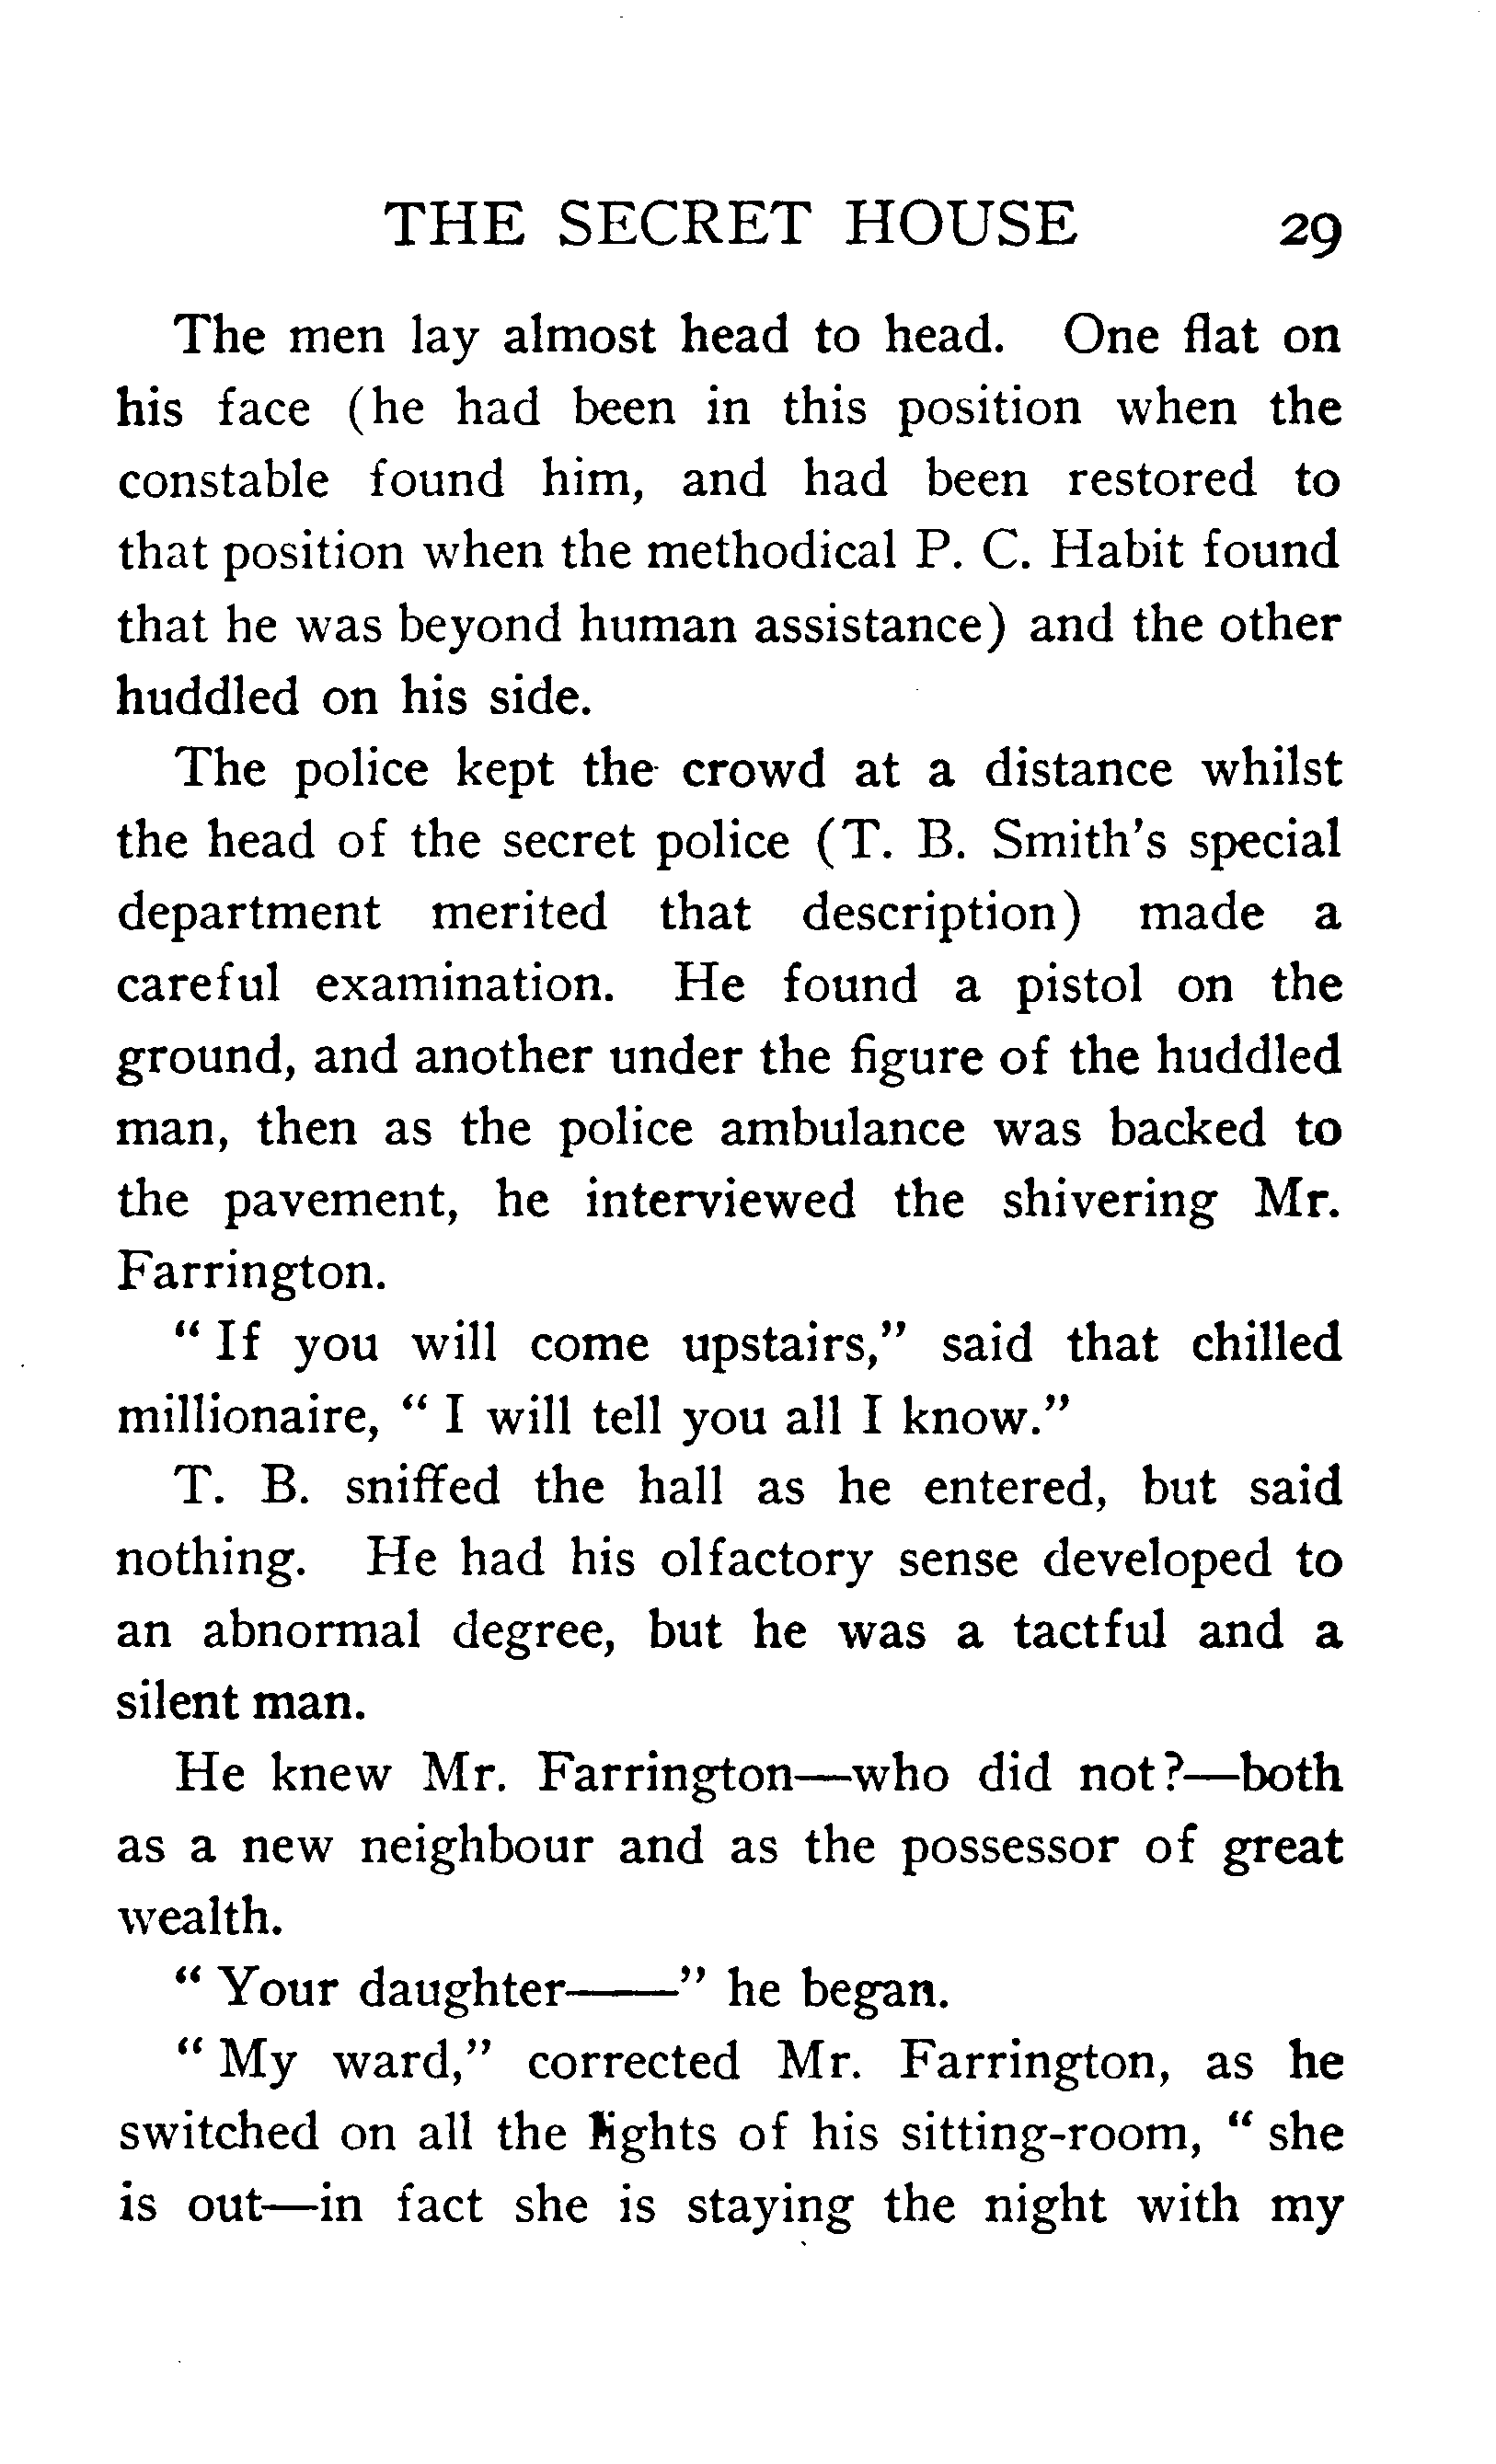 THE SECRET HOUSE 29
The men lay almost head to head. One flat on
his face (he had been in this position when the
constable found him, and had been restored to
that position when the methodical P. C. Habit found
that he was beyond human assistance) and the other
huddled on his side.
The police kept the crowd at a distance whilst
the head of the secret police (T. B. Smith's special
department merited that description) made a
careful examination. He found a pistol on the
ground, and another under the figure of the huddled
man, then as the police ambulance was backed to
the pavement, he interviewed the shivering Mr.
Farrington.
“ If you will come upstairs,” said that chilled
millionaire, “ I will tell you all I know.”
T. B. sniffed the hall as he entered, but said
nothing. He had his olfactory sense developed to
an abnormal degree, but he was a tactful and a
silent man.
He knew Mr. Farrington—who did not?—both
as a new neighbour and as the possessor of great
wealth.
“ Your daughter——” he began.
“ My ward,” corrected Mr. Farrington, as he
switched on all the lights of his sitting-room, “ she
is out—in fact she is staying the night with my